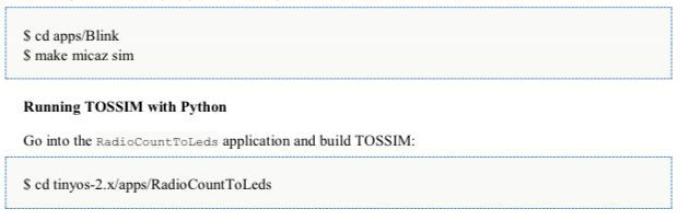 $ cd apps/Blink
$ make micaz sim
Running TOSSIM with Python
Go into the RadioCountToLeds application and build TOSSIM:
$ cd tinyos-2.x/apps/RadioCountToLeds